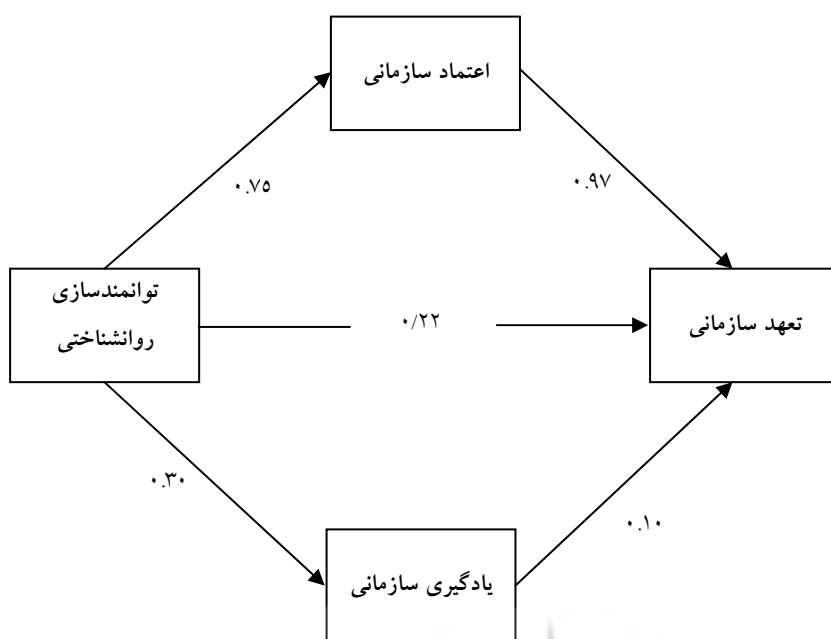 اعتماد سازمانی
۰.۷۵
۰.۹۷
توانمندسازی
روانشناختی
۰/۲۲
تعهد سازمانی
۰.۳۰
۰.۱۰
یادگیری سازمانی